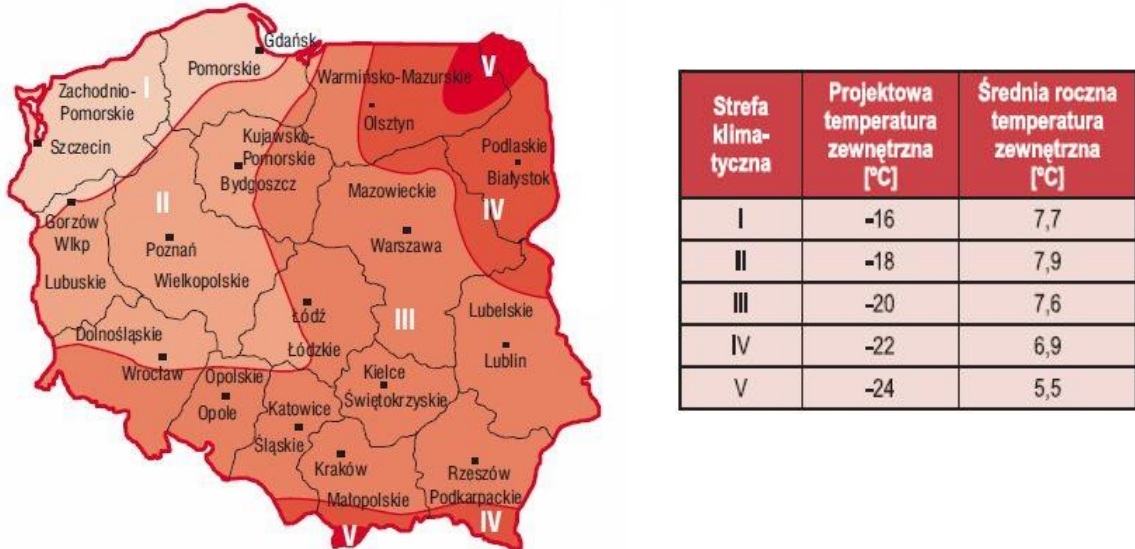 Gdańsk
Pomorskie
I
Zachodnio-
Pomorskie
Szczecin
Warmińsko-Mazurskie
V
Olsztyn
Kujawsko-
Pomorskie
Bydgoszcz
Podlaskie
Białystok
Mazowieckie
II
IV
Gorzów
Wlkp
Poznań
Warszawa
Lubuskie
Wielkopolskie
Łódź
III
Lubelskie
Dolnośląskie
Łódzkie
Lublin
Wrocław
Opolskie
Kielce
Opole
Katowice
Świętokrzyskie
Śląskie
Kraków
Rzeszów
Małopolskie
Podkarpackie
V
IV
Strefa
klima-
tyczna
Projektowa
temperatura
zewnętrzna
[ºC]
Średnia roczna
temperatura
zewnętrzna
[ºC]
I -16 7,7
II -18 7,9
III -20 7,6
IV -22 6,9
V -24 5,5